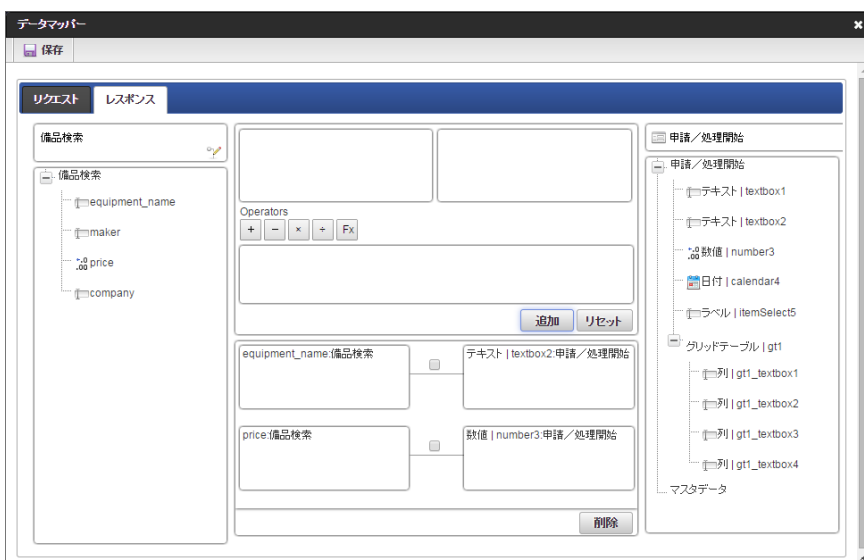 データマッパー
保存
リクエスト
レスポンス
備品検索
備品検索
equipment_name
maker
price
company
Operators
+ − × ÷ Fx
追加 リセット
equipment_name:備品検索
テキスト | textbox2:申請／処理開始
price:備品検索
数値 | number3:申請／処理開始
削除
申請／処理開始
申請／処理開始
テキスト | textbox1
テキスト | textbox2
数値 | number3
日付 | calendar4
ラベル | itemSelect5
グリッドテーブル | gt1
列 | gt1_textbox1
列 | gt1_textbox2
列 | gt1_textbox3
列 | gt1_textbox4
マスタデータ